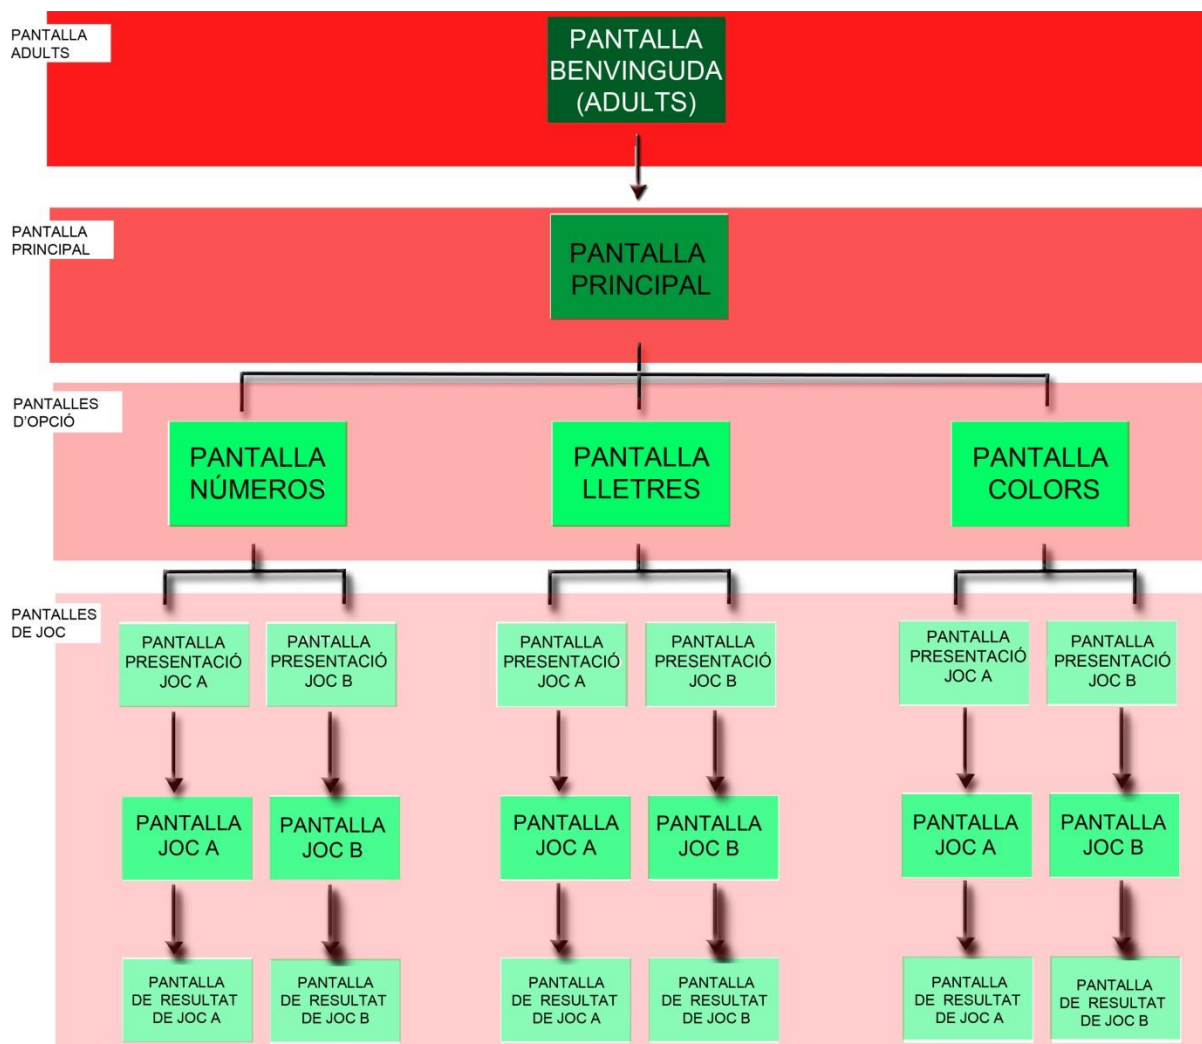 PANTALLA
ADULTS
PANTALLA
BENVINGUDA
(ADULTS)
PANTALLA
PRINCIPAL
PANTALLA
PRINCIPAL
PANTALLES
D'OPCIÓ
PANTALLA
NÚMEROS
PANTALLA
LLETRES
PANTALLA
COLORS
PANTALLES
DE JOC
PANTALLA
PRESENTACIÓ
JOC A
PANTALLA
PRESENTACIÓ
JOC B
PANTALLA
PRESENTACIÓ
JOC A
PANTALLA
PRESENTACIÓ
JOC B
PANTALLA
PRESENTACIÓ
JOC A
PANTALLA
PRESENTACIÓ
JOC B
PANTALLA
JOC A
PANTALLA
JOC B
PANTALLA
JOC A
PANTALLA
JOC B
PANTALLA
JOC A
PANTALLA
JOC B
PANTALLA
DE RESULTAT
DE JOC A
PANTALLA
DE RESULTAT
DE JOC B
PANTALLA
DE RESULTAT
DE JOC A
PANTALLA
DE RESULTAT
DE JOC B
PANTALLA
DE RESULTAT
DE JOC A
PANTALLA
DE RESULTAT
DE JOC B